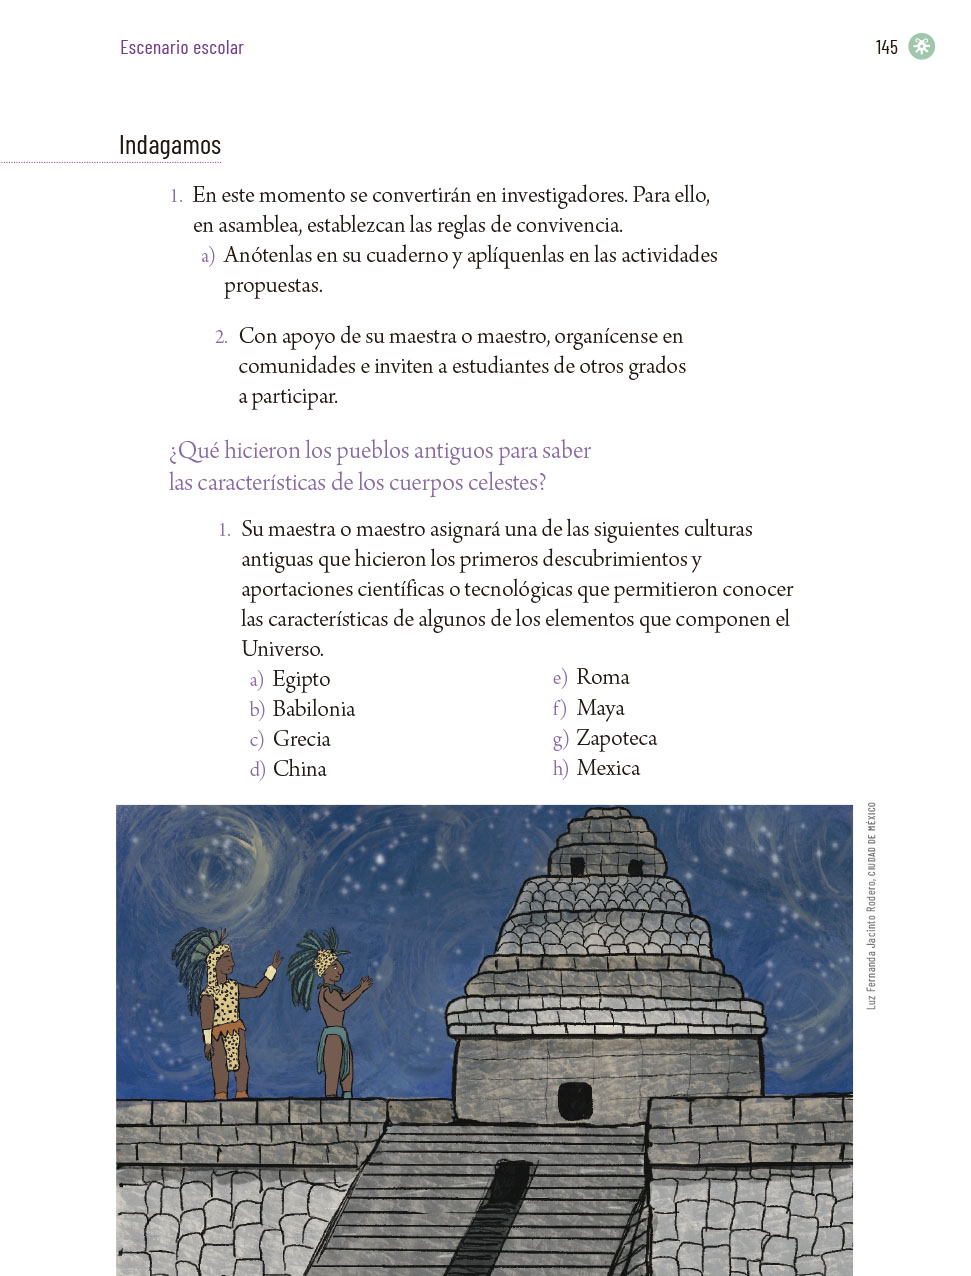 Escenario escolar
145
Indagamos
1. En este momento se convertirán en investigadores. Para ello,
en asamblea, establezcan las reglas de convivencia.
a) Anótenlas en su cuaderno y aplíquenlas en las actividades
propuestas.
2. Con apoyo de su maestra o maestro, organícense en
comunidades e inviten a estudiantes de otros grados
a participar.
¿Qué hicieron los pueblos antiguos para saber
las características de los cuerpos celestes?
1. Su maestra o maestro asignará una de las siguientes culturas
antiguas que hicieron los primeros descubrimientos y
aportaciones científicas o tecnológicas que permitieron conocer
las características de algunos de los elementos que componen el
Universo.
a) Egipto
b) Babilonia
c) Grecia
d) China
e) Roma
f) Maya
g) Zapoteca
h) Mexica
Luz Fernanda Jacinto Rodero, CIUDAD DE MÉXICO